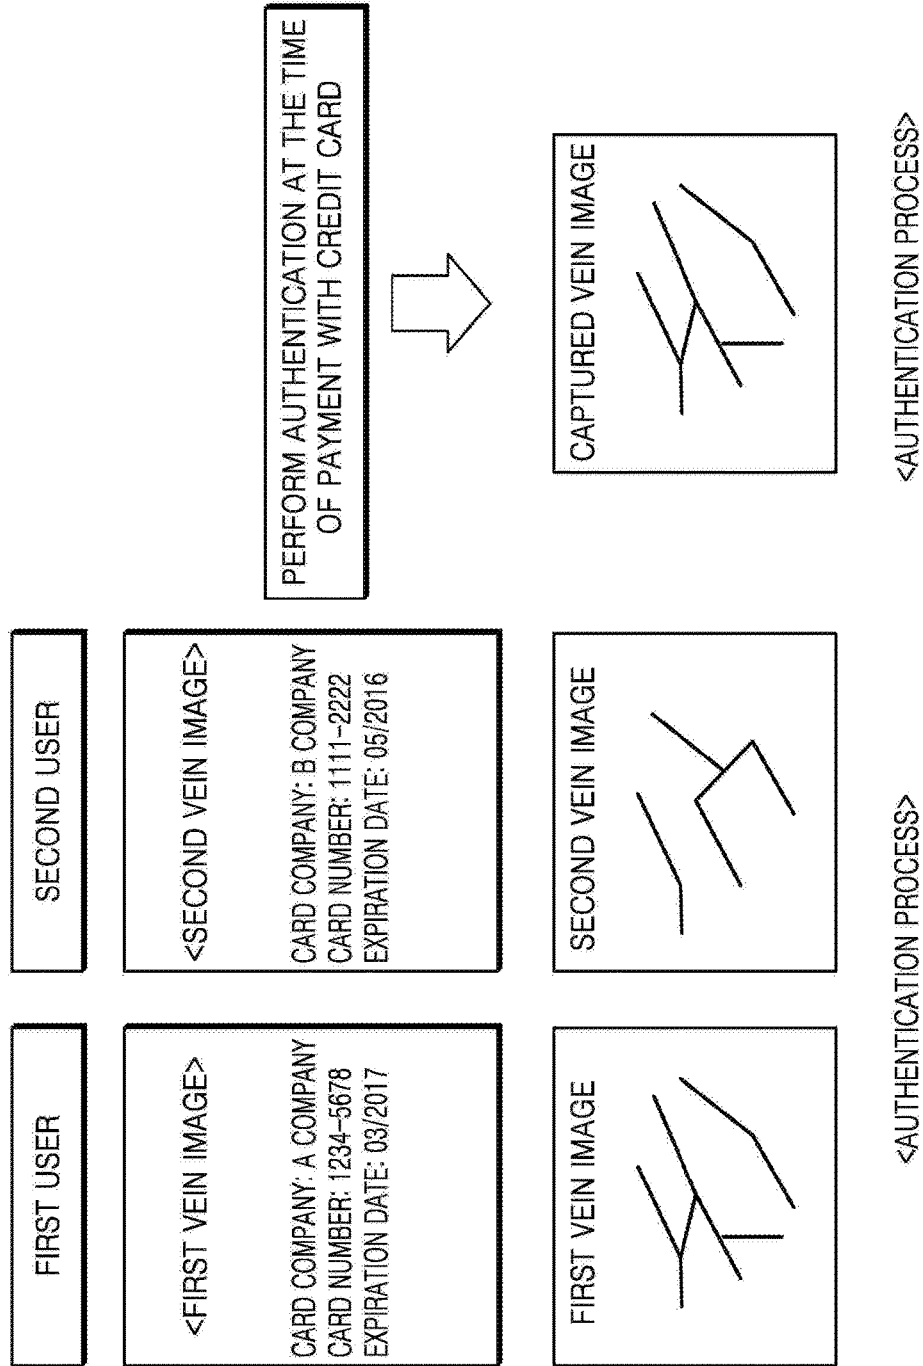 FIRST USER
<FIRST VEIN IMAGE>
CARD COMPANY: A COMPANY
CARD NUMBER: 1234-5678
EXPIRATION DATE: 03/2017
FIRST VEIN IMAGE
SECOND USER
<SECOND VEIN IMAGE>
CARD COMPANY: B COMPANY
CARD NUMBER: 1111-2222
EXPIRATION DATE: 05/2016
SECOND VEIN IMAGE
<AUTHENTICATION PROCESS>
PERFORM AUTHENTICATION AT THE TIME
OF PAYMENT WITH CREDIT CARD
CAPTURED VEIN IMAGE
<AUTHENTICATION PROCESS>